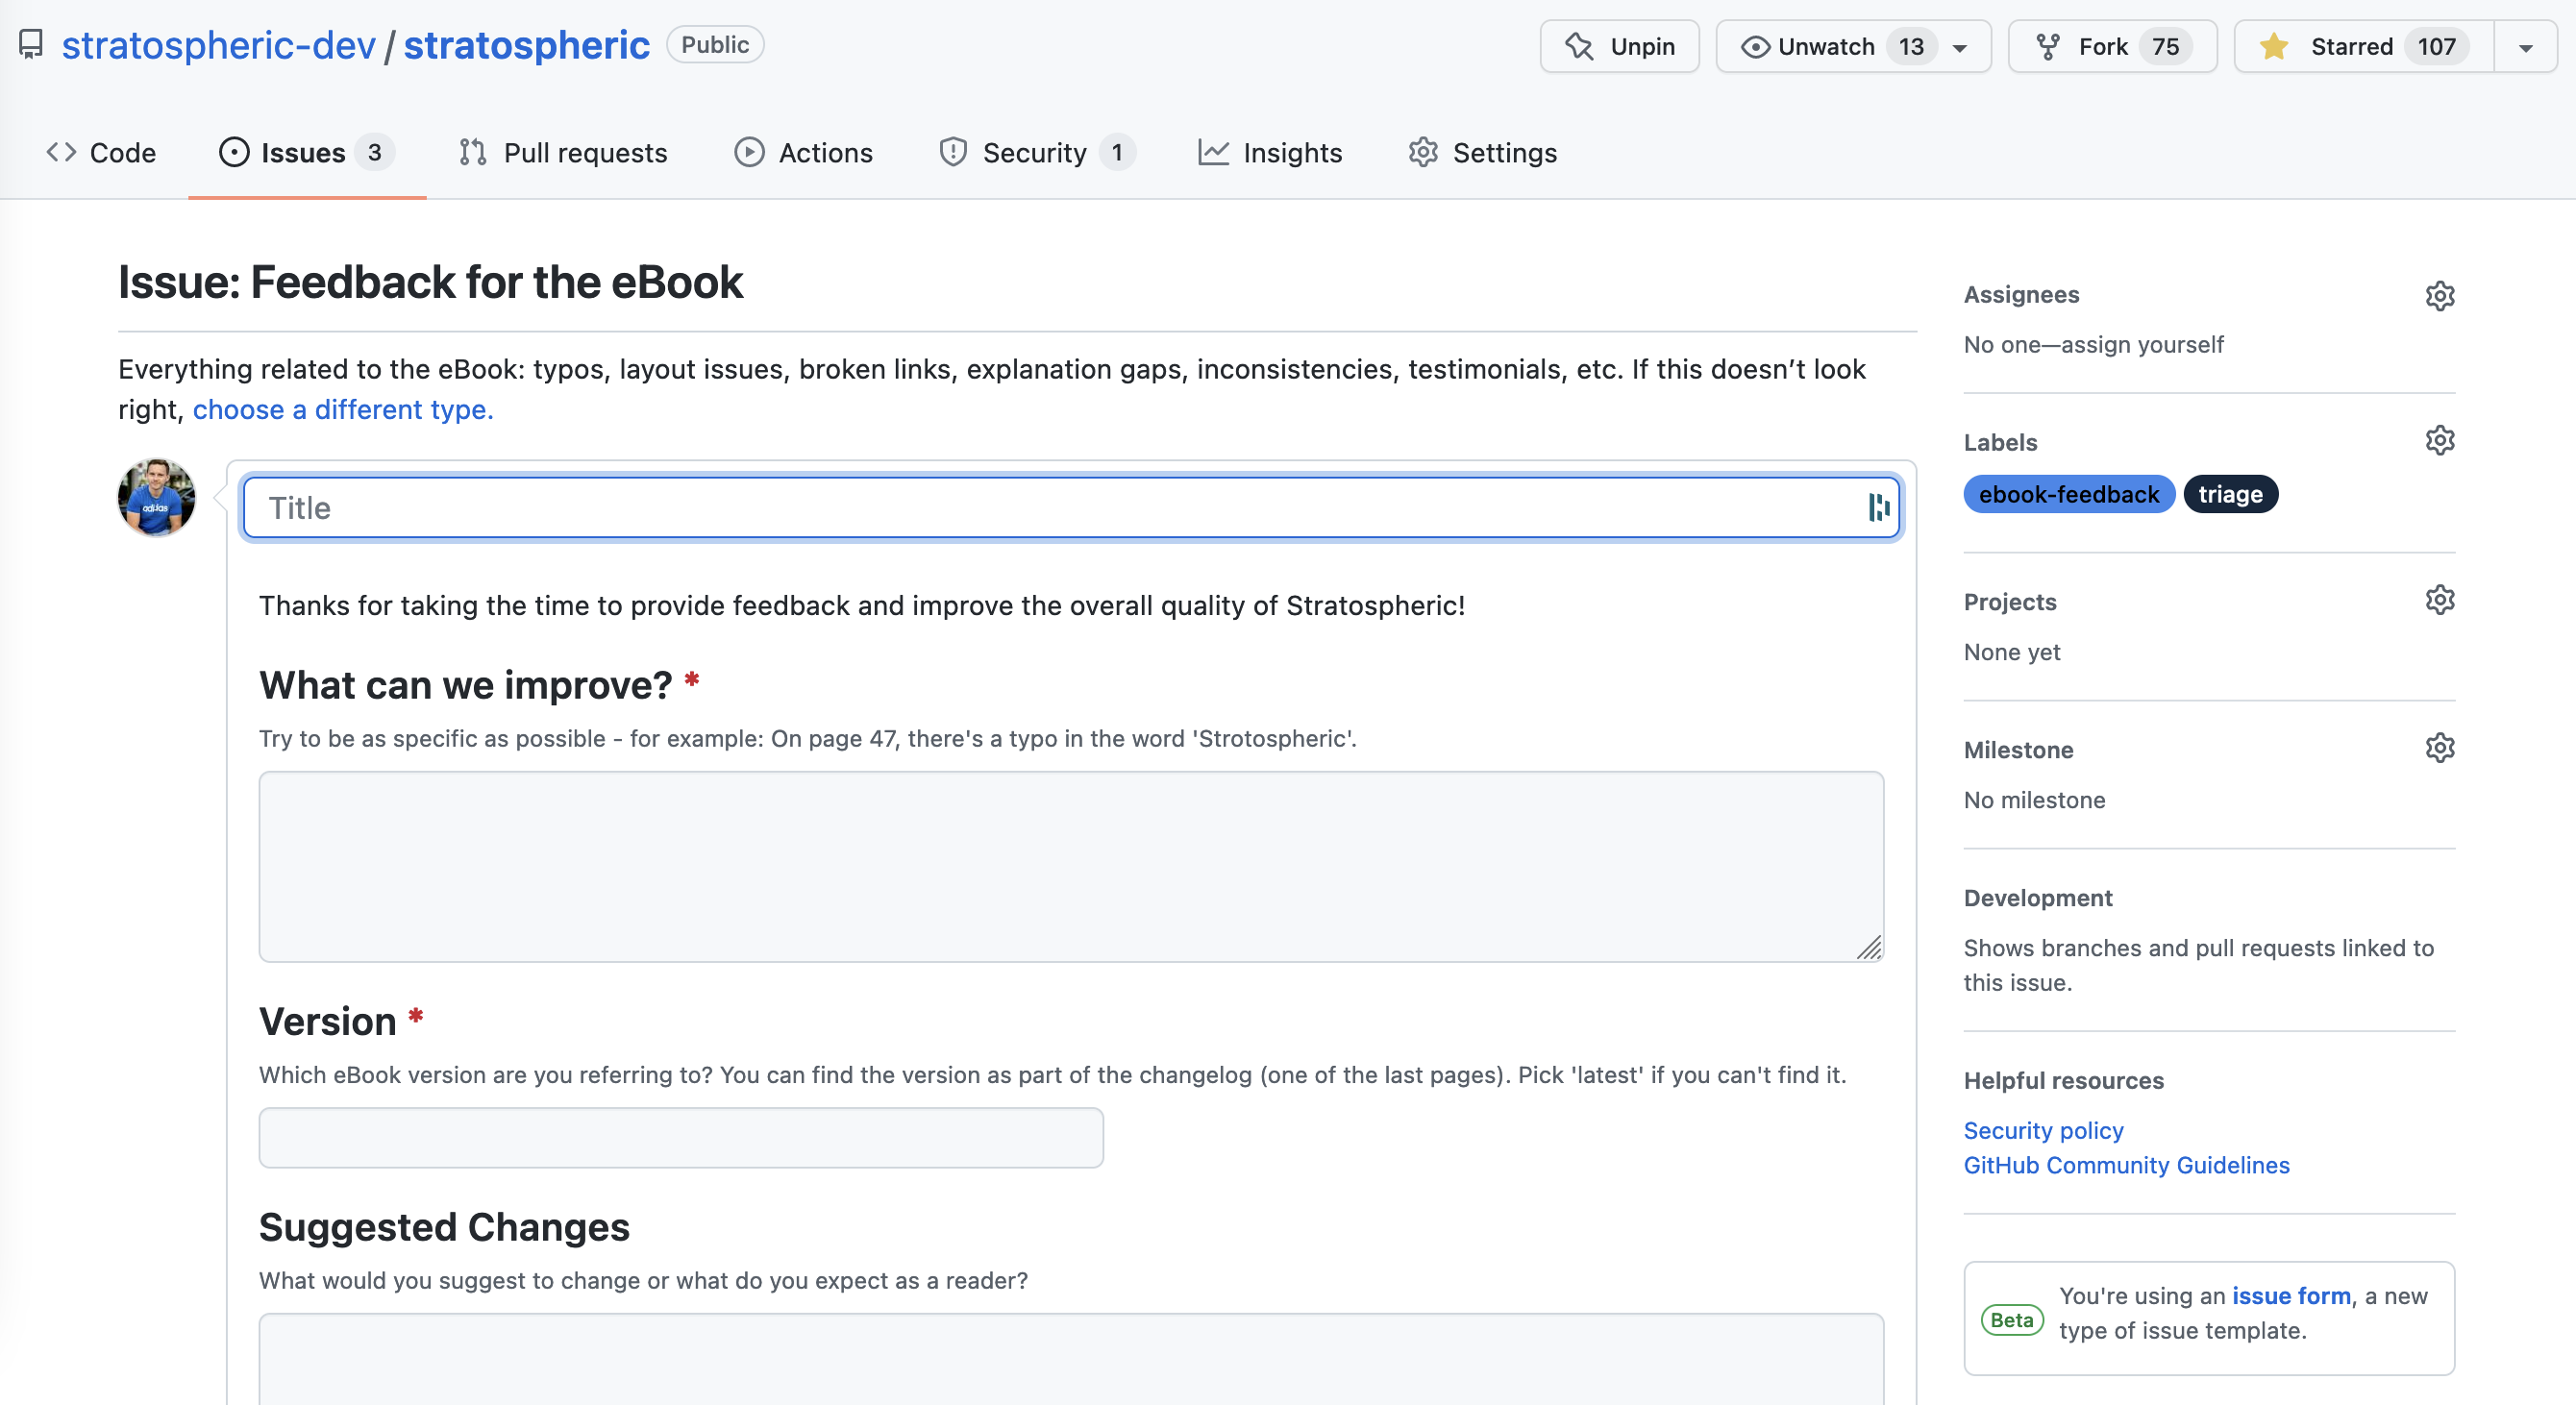 stratospheric-dev / stratospheric Public Unpin Unwatch 13 Fork 75 Starred 107
Code Issues 3 Pull requests Actions Security 1 Insights Settings
Issue: Feedback for the eBook
Everything related to the eBook: typos, layout issues, broken links, explanation gaps, inconsistencies, testimonials, etc. If this doesn’t look
right, choose a different type.
adidas
Title
Thanks for taking the time to provide feedback and improve the overall quality of Stratospheric!
What can we improve? *
Try to be as specific as possible - for example: On page 47, there's a typo in the word 'Strotospheric'.
Version *
Which eBook version are you referring to? You can find the version as part of the changelog (one of the last pages). Pick 'latest' if you can't find it.
Suggested Changes
What would you suggest to change or what do you expect as a reader?
Assignees
No one—assign yourself
Labels
ebook-feedback triage
Projects
None yet
Milestone
No milestone
Development
Shows branches and pull requests linked to
this issue.
Helpful resources
Security policy
GitHub Community Guidelines
Beta
You're using an issue form, a new
type of issue template.